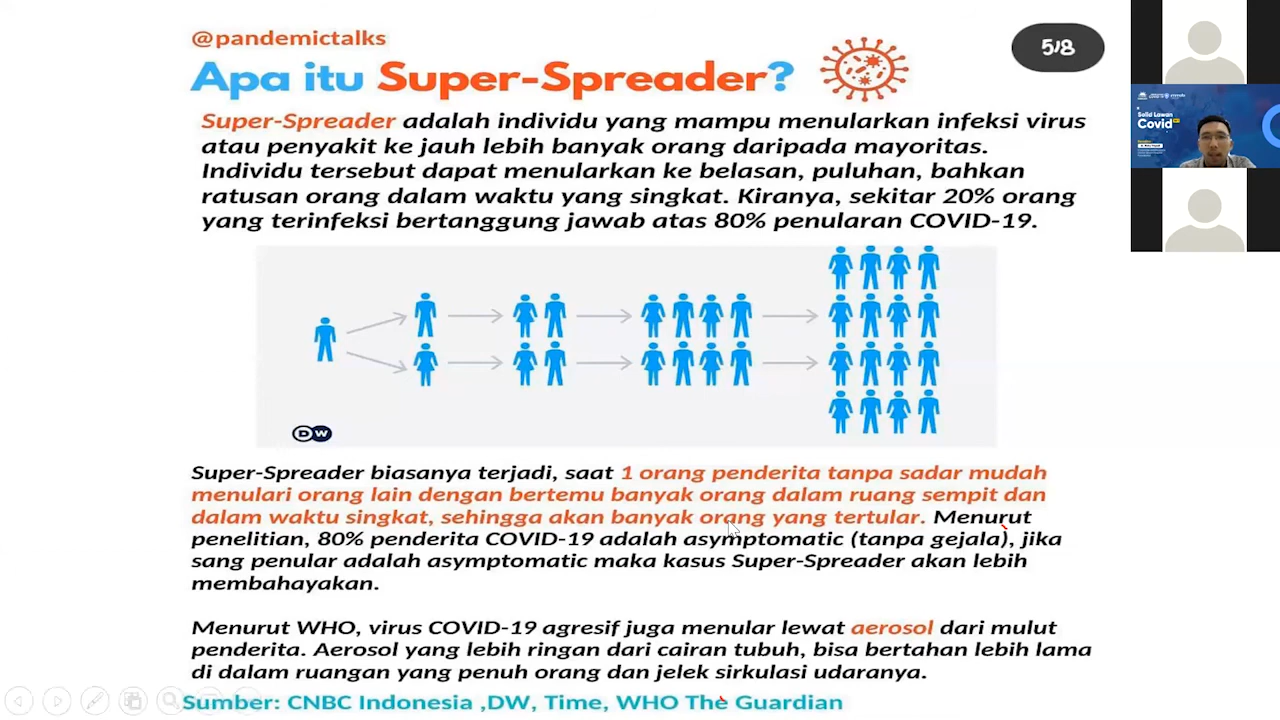 @pandemictalks
5/8
Apa itu Super-Spreader?
Super-Spreader adalah individu yang mampu menularkan infeksi virus
atau penyakit ke jauh lebih banyak orang daripada mayoritas.
Individu tersebut dapat menularkan ke belasan, puluhan, bahkan
ratusan orang dalam waktu yang singkat. Kiranya, sekitar 20% orang
yang terinfeksi bertanggung jawab atas 80% penularan COVID-19.
Solid Lawan
Covid
DW
Super-Spreader biasanya terjadi, saat 1 orang penderita tanpa sadar mudah
menulari orang lain dengan bertemu banyak orang dalam ruang sempit dan
dalam waktu singkat, sehingga akan banyak orang yang tertular. Menurut
penelitian, 80% penderita COVID-19 adalah asymptomatic (tanpa gejala), jika
sang penular adalah asymptomatic maka kasus Super-Spreader akan lebih
membahayakan.
Menurut WHO, virus COVID-19 agresif juga menular lewat aerosol dari mulut
penderita. Aerosol yang lebih ringan dari cairan tubuh, bisa bertahan lebih lama
di dalam ruangan yang penuh orang dan jelek sirkulasi udaranya.
Sumber: CNBC Indonesia ,DW, Time, WHO The Guardian